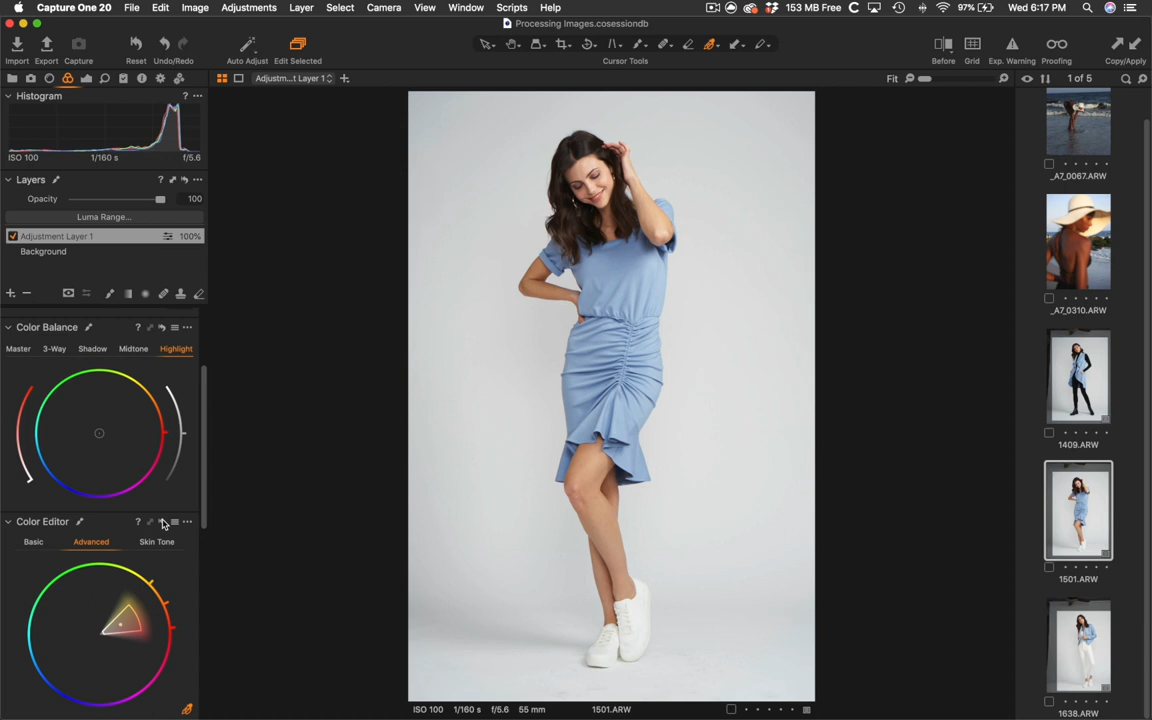 Capture One 20 File Edit Image Adjustments Layer Select Camera View Window Scripts Help 153 MB Free 97% Wed 6:17 PM
Processing Images.cosessiondb
Import Export Capture Reset Undo/Redo Auto Adjust Edit Selected Cursor Tools Before Grid Exp. Warning Proofing Copy/Apply
Adjustm...t Layer 1 Fit 1 of 5
Histogram ?
ISO 100 1/160 s f/5.6
Layers ?
Opacity 100
Luma Range...
Adjustment Layer 1 100%
Background
Color Balance ?
Master 3-Way Shadow Midtone Highlight
Color Editor ?
Basic Advanced Skin Tone
ISO 100 1/160 s f/5.6 55 mm 1501.ARW
_A7_0067.ARW
_A7_0310.ARW
1409.ARW
1501.ARW
1638.ARW